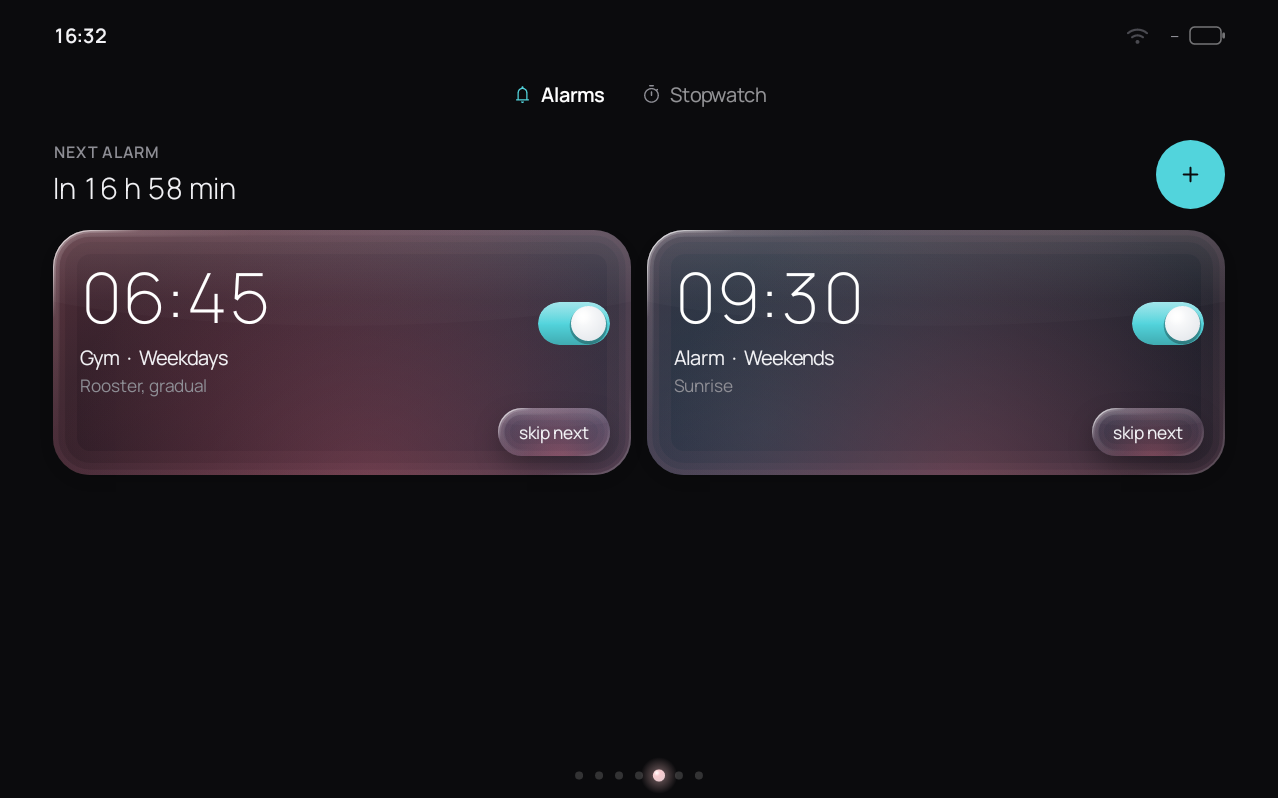 16:32
–
Alarms
Stopwatch
NEXT ALARM
In 16 h 58 min
+
06:45
Gym · Weekdays
Rooster, gradual
skip next
09:30
Alarm · Weekends
Sunrise
skip next